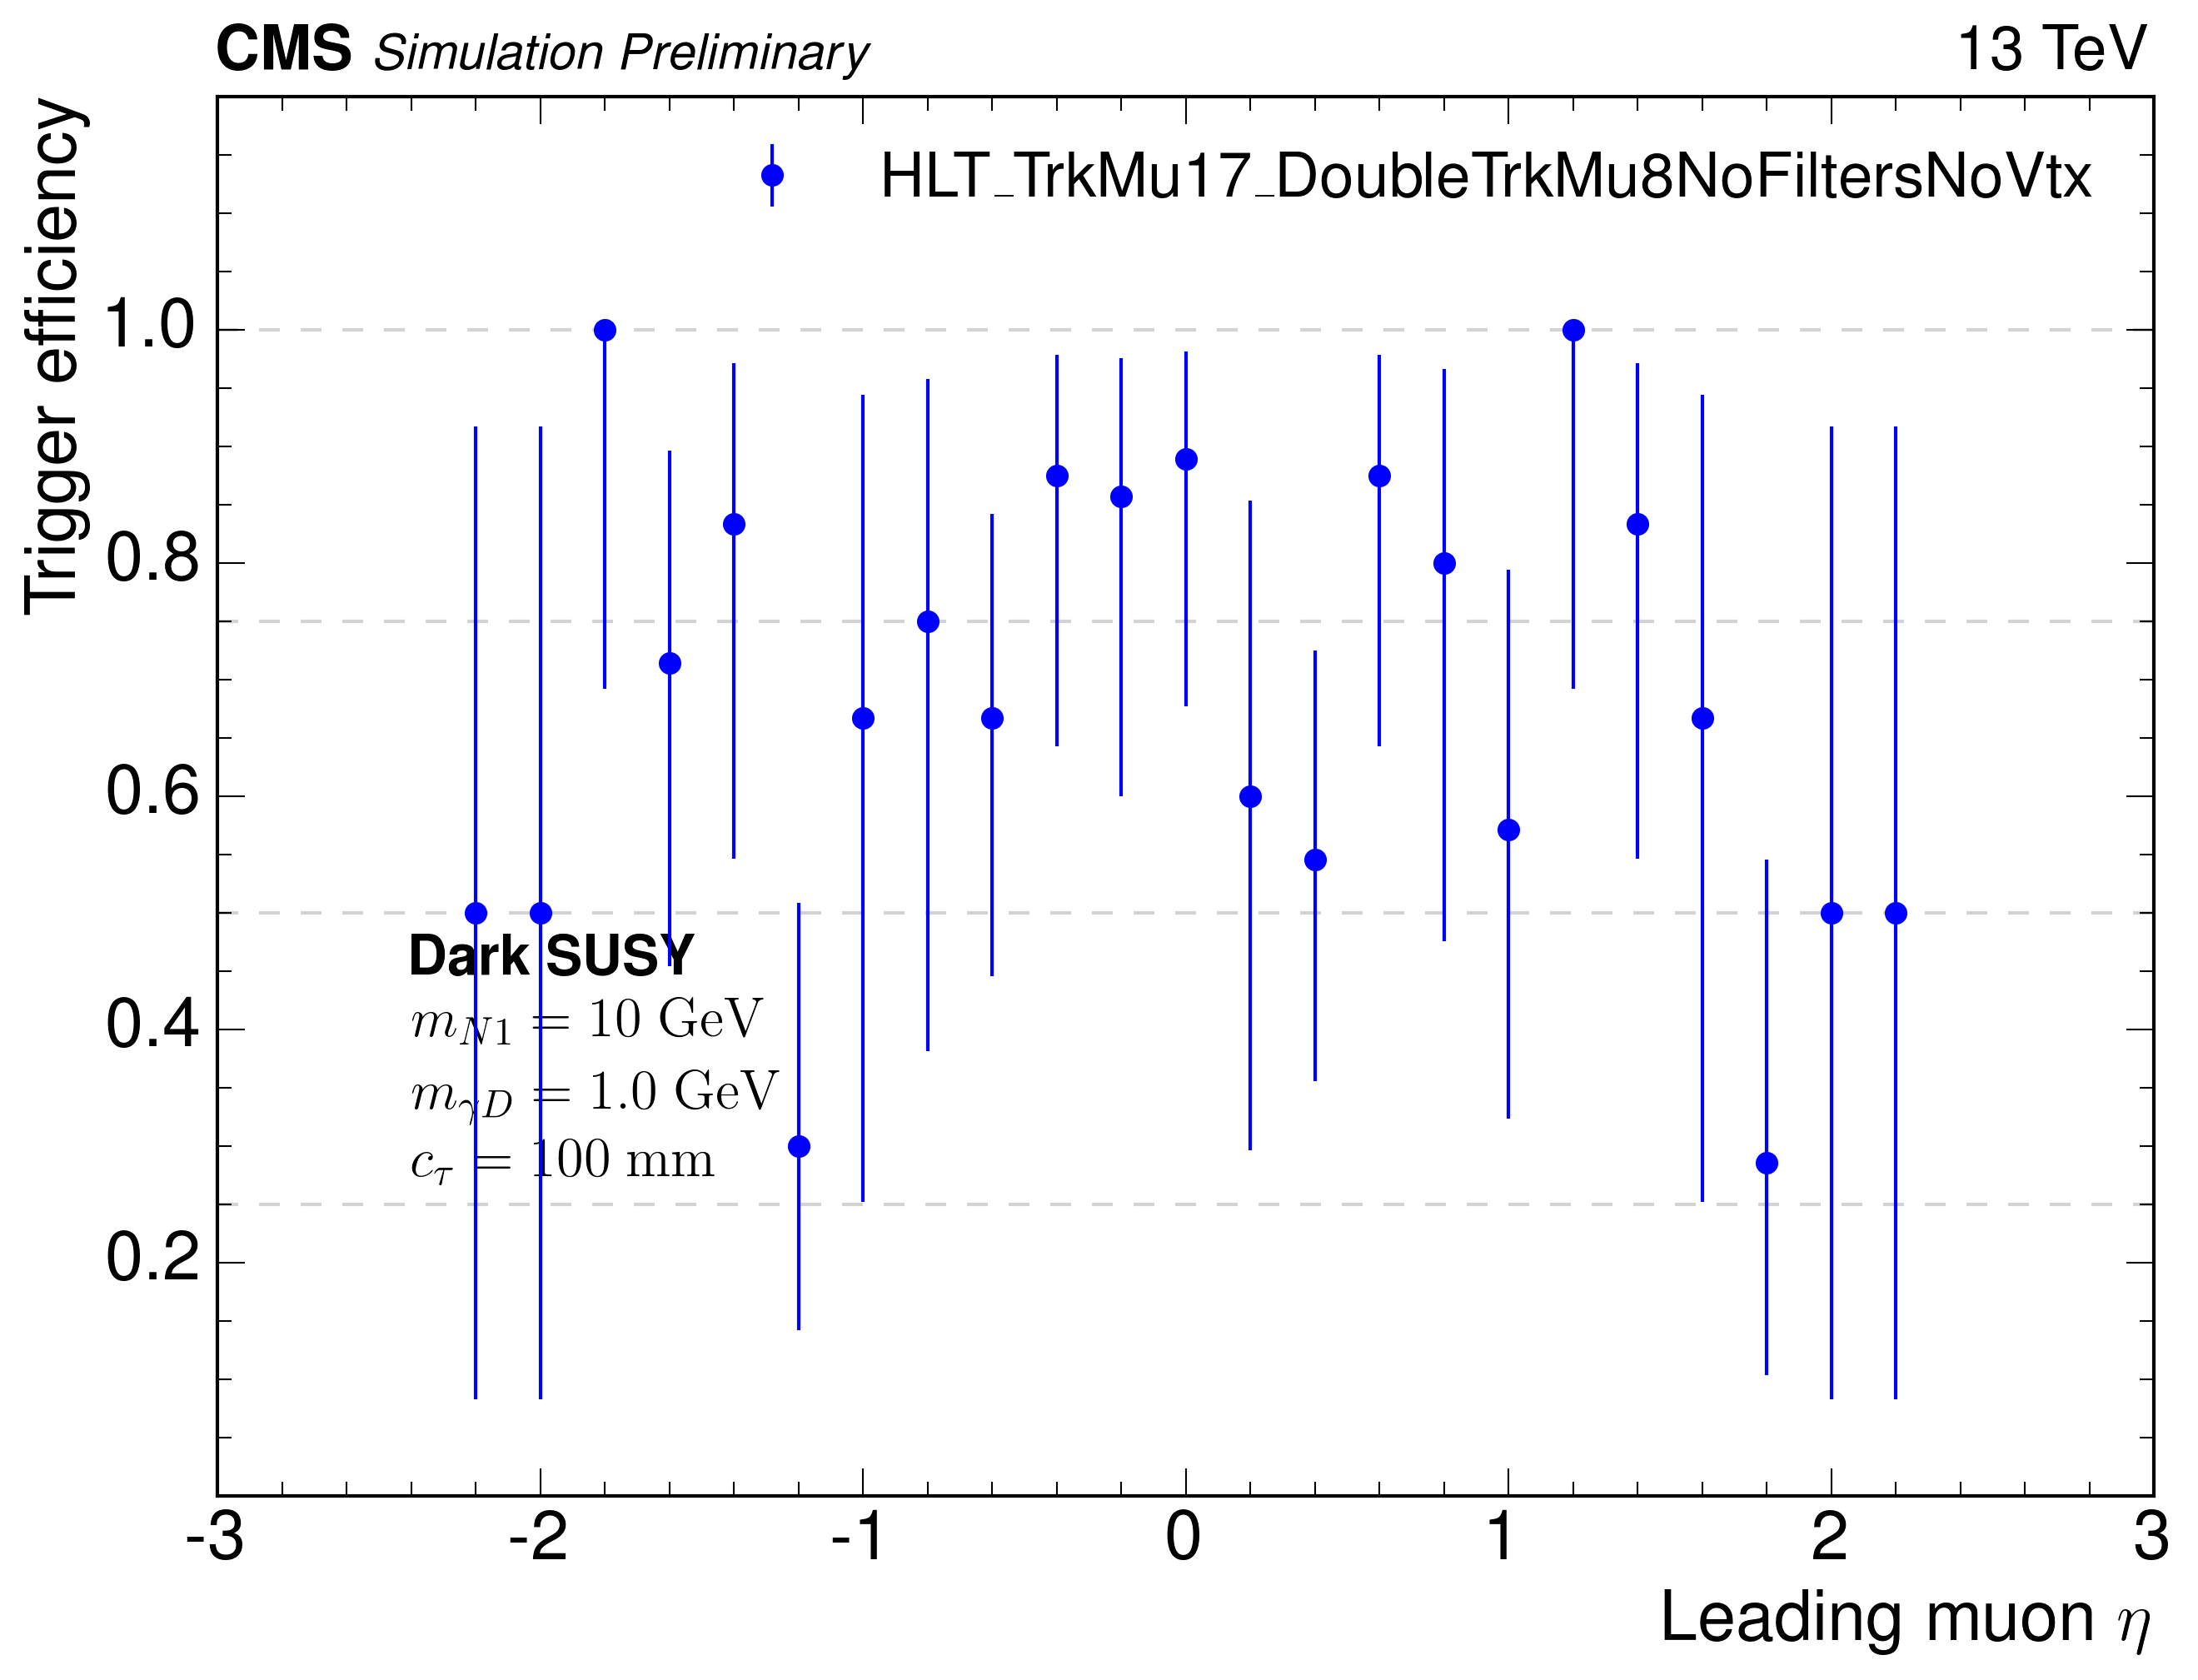 CMS Simulation Preliminary 13 TeV
Trigger efficiency
HLT_TrkMu17_DoubleTrkMu8NoFiltersNoVtx
1.0
0.8
0.6
0.4
0.2
Dark SUSY
m_{N1} = 10 GeV
m_{γD} = 1.0 GeV
c_τ = 100 mm
-3 -2 -1 0 1 2 3
Leading muon η